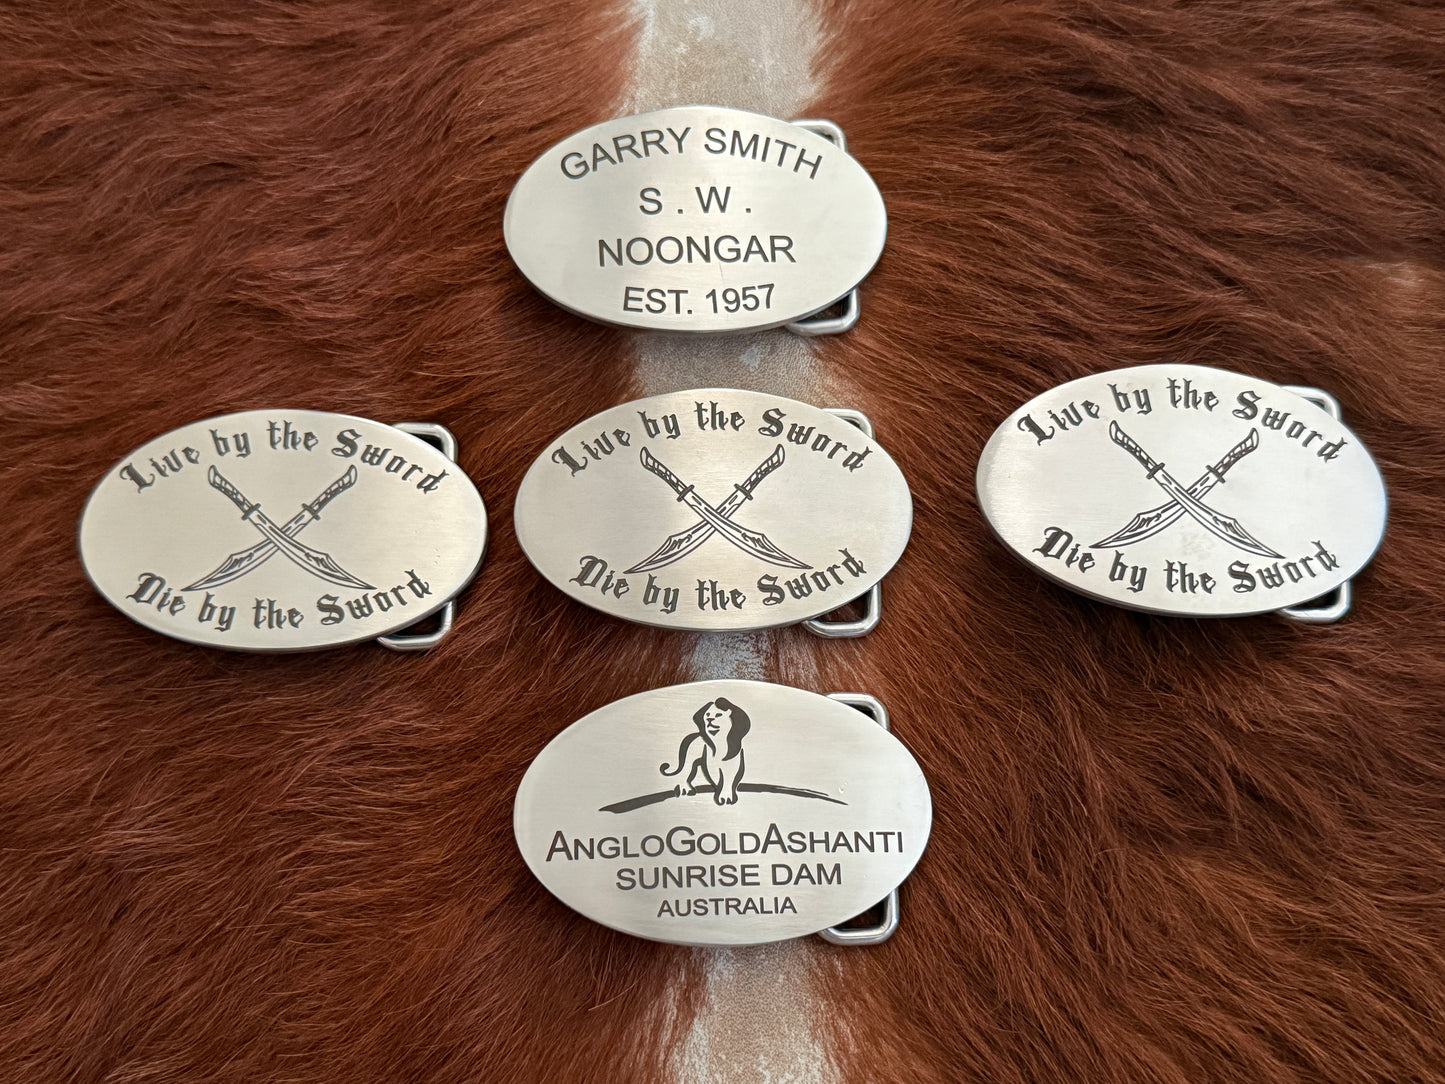 GARRY SMITH
S . W .
NOONGAR
EST. 1957
Live by the Sword
Die by the Sword
Live by the Sword
Die by the Sword
Live by the Sword
Die by the Sword
ANGLOGOLDASHANTI
SUNRISE DAM
AUSTRALIA